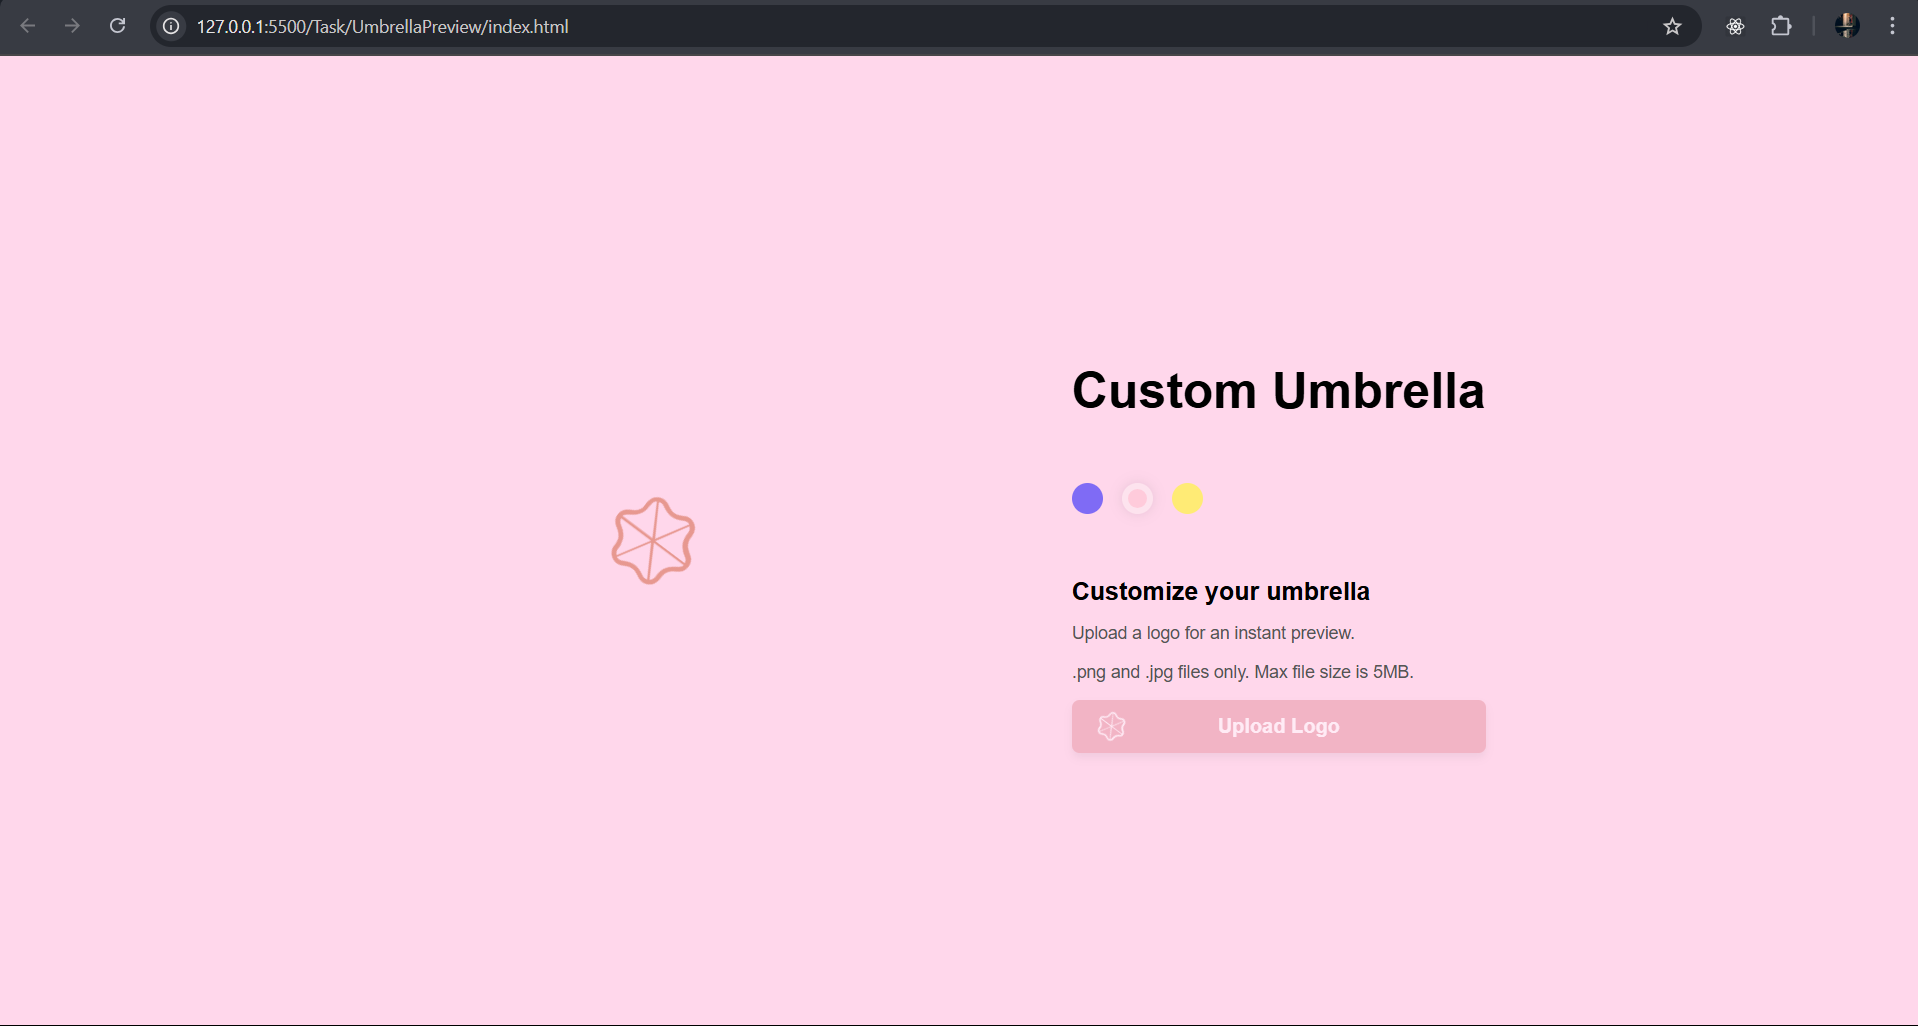 127.0.0.1:5500/Task/UmbrellaPreview/index.html
Custom Umbrella
Customize your umbrella
Upload a logo for an instant preview.
.png and .jpg files only. Max file size is 5MB.
Upload Logo